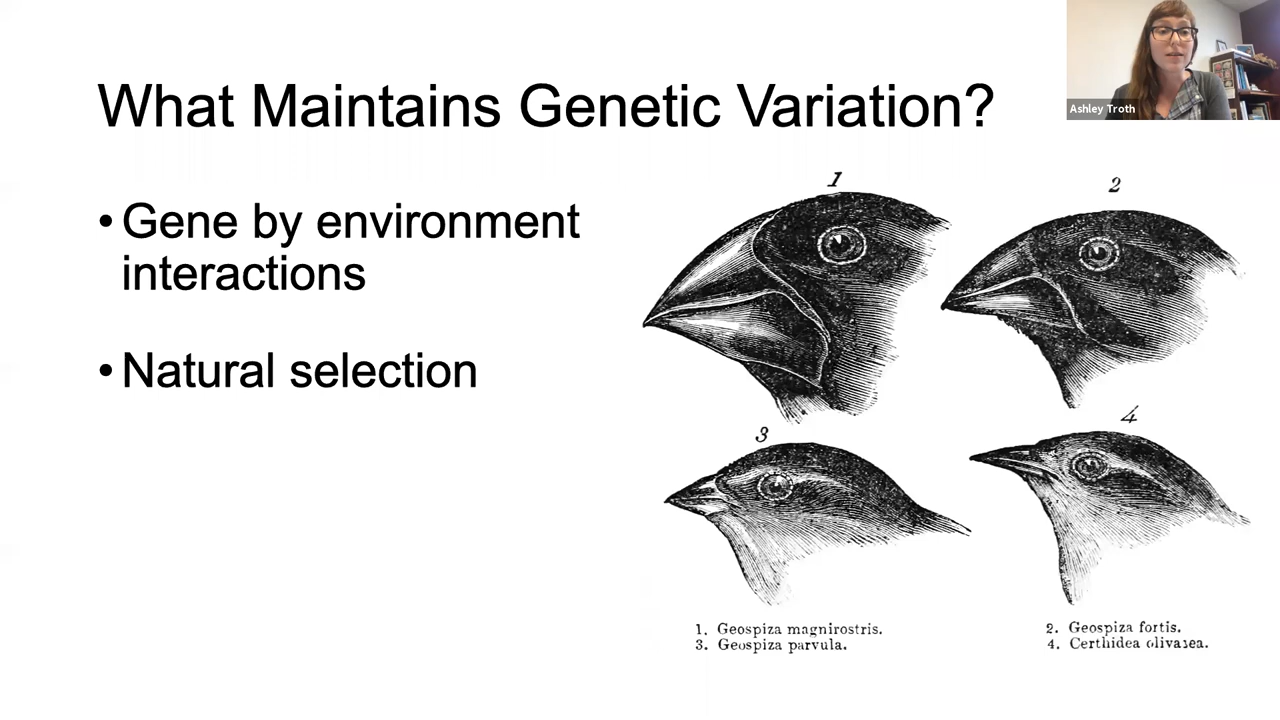 What Maintains Genetic Variation?
Ashley Troth
• Gene by environment
interactions
• Natural selection
1
2
3
4
1. Geospiza magnirostris.
2. Geospiza fortis.
3. Geospiza parvula.
4. Certhidea olivasea.